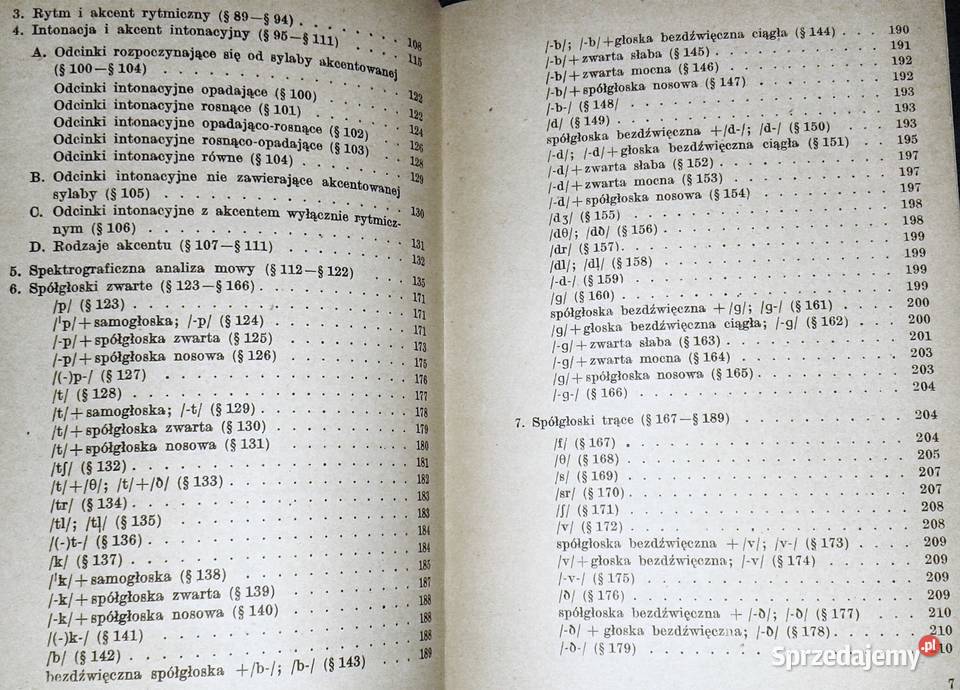 3. Rytm i akcent rytmiczny (§ 89—§ 94) . . . . . . 108
4. Intonacja i akcent intonacyjny (§ 95—§ 111) . . . . 115
A. Odcinki rozpoczynające się od sylaby akcentowanej
(§ 100—§ 104) . . . . . . . . . . 122
Odcinki intonacyjne opadające (§ 100) . . . . 122
Odcinki intonacyjne rosnące (§ 101) . . . . 124
Odcinki intonacyjne opadająco-rosnące (§ 102) . . 126
Odcinki intonacyjne rosnąco-opadające (§ 103) . . 128
Odcinki intonacyjne równe (§ 104) . . . . 129
B. Odcinki intonacyjne nie zawierające akcentowanej
sylaby (§ 105) . . . . . . . . . . 130
C. Odcinki intonacyjne z akcentem wyłącznie rytmicz-
nym (§ 106) . . . . . . . . . . 131
D. Rodzaje akcentu (§ 107—§ 111) . . . . . . 132
5. Spektrograficzna analiza mowy (§ 112—§ 122) . . . . 135
6. Spółgłoski zwarte (§ 123—§ 166) . . . . . . 171
/p/ (§ 123) . . . . . . . . . . 171
/ˈp/+samogłoska; /-p/ (§ 124) . . . . . . 171
/-p/+spółgłoska zwarta (§ 125) . . . . . . 173
/-p/+spółgłoska nosowa (§ 126) . . . . . . 175
/(-)p-/ (§ 127) . . . . . . . . . . 176
/t/ (§ 128) . . . . . . . . . . 177
/t/+samogłoska; /-t/ (§ 129) . . . . . . 178
/t/+spółgłoska zwarta (§ 130) . . . . . . 179
/t/+spółgłoska nosowa (§ 131) . . . . . . 180
/tʃ/ (§ 132) . . . . . . . . . . 181
/t/+/θ/; /t/+/ð/ (§ 133) . . . . . . . . 182
/tr/ (§ 134) . . . . . . . . . . 183
/tl/; /tl̩/ (§ 135) . . . . . . . . . . 183
/(-)t-/ (§ 136) . . . . . . . . . . 184
/k/ (§ 137) . . . . . . . . . . 184
/ˈk/+samogłoska (§ 138) . . . . . . . . 185
/-k/+spółgłoska zwarta (§ 139) . . . . . . 187
/-k/+spółgłoska nosowa (§ 140) . . . . . . 188
/(-)k-/ (§ 141) . . . . . . . . . . 188
/b/ (§ 142) . . . . . . . . . . 188
bezdźwięczna spółgłoska +/b-/; /b-/ (§ 143) . . . 189
/-b/; /-b/+głoska bezdźwięczna ciągła (§ 144) . . . 190
/-b/+zwarta słaba (§ 145) . . . . . . . . 191
/-b/+zwarta mocna (§ 146) . . . . . . . . 192
/-b/+spółgłoska nosowa (§ 147) . . . . . . 192
/-b-/ (§ 148/ . . . . . . . . . . 193
/d/ (§ 149) . . . . . . . . . . 193
spółgłoska bezdźwięczna +/d-/; /d-/ (§ 150) . . . 193
/-d/; /-d/+głoska bezdźwięczna ciągła (§ 151) . . . 195
/-d/+zwarta słaba (§ 152) . . . . . . . . 197
/-d/+zwarta mocna (§ 153) . . . . . . . . 197
/-d/+spółgłoska nosowa (§ 154) . . . . . . 197
/dʒ/ (§ 155) . . . . . . . . . . 198
/dθ/; /dð/ (§ 156) . . . . . . . . . . 198
/dr/ (§ 157) . . . . . . . . . . 199
/dl/; /dl̩/ (§ 158) . . . . . . . . . . 199
/-d-/ (§ 159) . . . . . . . . . . 199
/g/ (§ 160) . . . . . . . . . . 199
spółgłoska bezdźwięczna +/g/; /g-/ (§ 161) . . . . 200
/g/+głoska bezdźwięczna ciągła; /-g/ (§ 162) . . . 200
/-g/+zwarta słaba (§ 163) . . . . . . . . 201
/-g/+zwarta mocna (§ 164) . . . . . . . . 203
/g/+spółgłoska nosowa (§ 165) . . . . . . 203
/-g-/ (§ 166) . . . . . . . . . . 204
7. Spółgłoski trące (§ 167—§ 189) . . . . . . 204
/f/ (§ 167) . . . . . . . . . . 204
/θ/ (§ 168) . . . . . . . . . . 205
/s/ (§ 169) . . . . . . . . . . 207
/sr/ (§ 170) . . . . . . . . . . 207
/ʃ/ (§ 171) . . . . . . . . . . 208
/v/ (§ 172) . . . . . . . . . . 208
spółgłoska bezdźwięczna +/v/; /v-/ (§ 173) . . . . 209
/v/+głoska bezdźwięczna; /-v/ (§ 174) . . . . 209
/-v-/ (§ 175) . . . . . . . . . . 209
/ð/ (§ 176) . . . . . . . . . . 209
spółgłoska bezdźwięczna + /-ð/; /-ð/ (§ 177) . . . 210
/-ð/ + głoska bezdźwięczna; /-ð/ (§ 178) . . . . 210
/-ð-/ (§ 179) . . . . . . . . . . 10
Sprzedajemy.pl
7